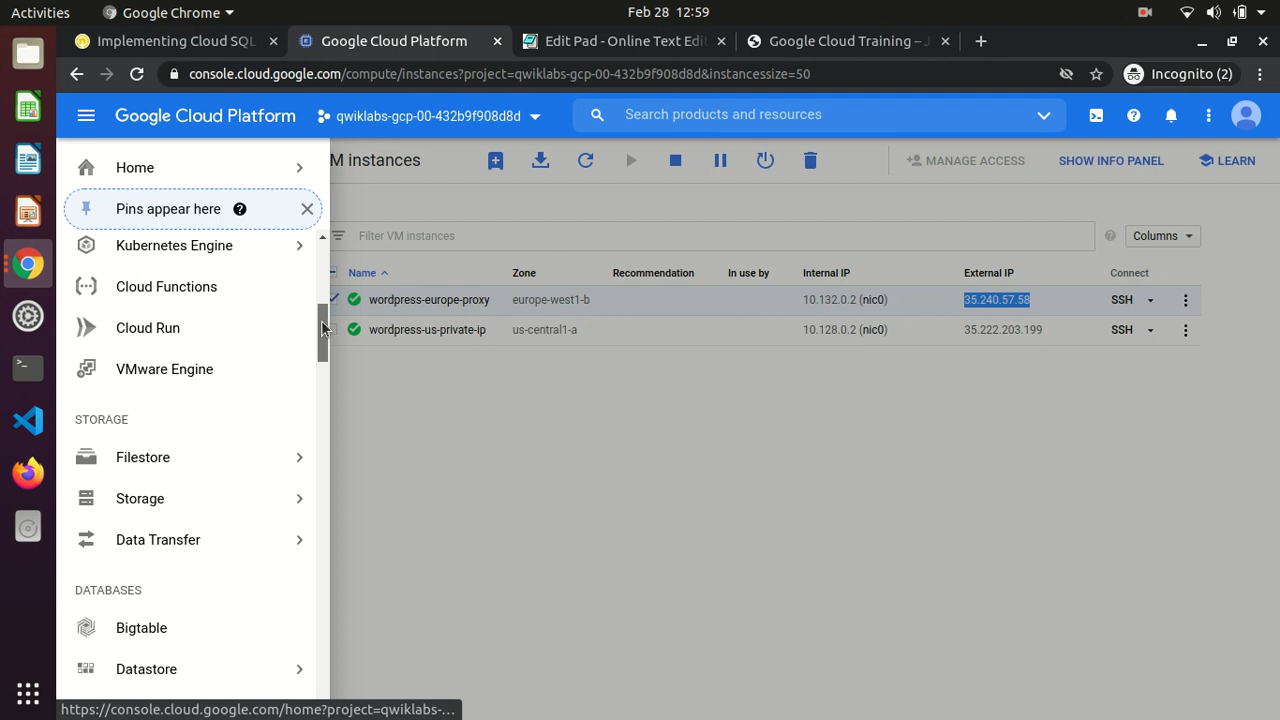 Activities
Google Chrome
Feb 28 12:59
Implementing Cloud SQL
Google Cloud Platform
Edit Pad - Online Text Edit
Google Cloud Training – J
console.cloud.google.com/compute/instances?project=qwiklabs-gcp-00-432b9f908d8d&instancessize=50
Incognito (2)
Google Cloud Platform
qwiklabs-gcp-00-432b9f908d8d
Search products and resources
Home
M instances
MANAGE ACCESS
SHOW INFO PANEL
LEARN
Pins appear here
Filter VM instances
Columns
Kubernetes Engine
Name
Zone
Recommendation
In use by
Internal IP
External IP
Connect
Cloud Functions
wordpress-europe-proxy
europe-west1-b
10.132.0.2 (nic0)
35.240.57.58
SSH
Cloud Run
wordpress-us-private-ip
us-central1-a
10.128.0.2 (nic0)
35.222.203.199
SSH
VMware Engine
STORAGE
Filestore
Storage
Data Transfer
DATABASES
Bigtable
Datastore
https://console.cloud.google.com/home?project=qwiklabs-...